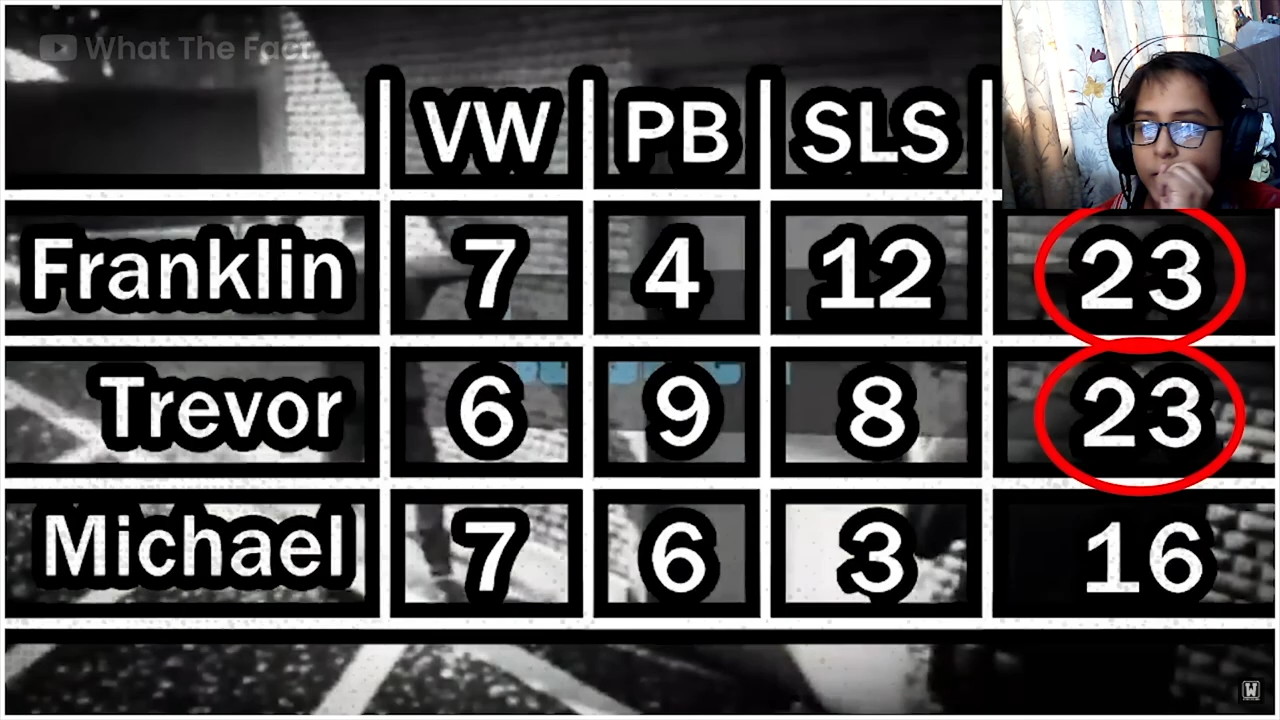 What The Fact
VW PB SLS
Franklin 7 4 12 23
Trevor 6 9 8 23
Michael 7 6 3 16
W